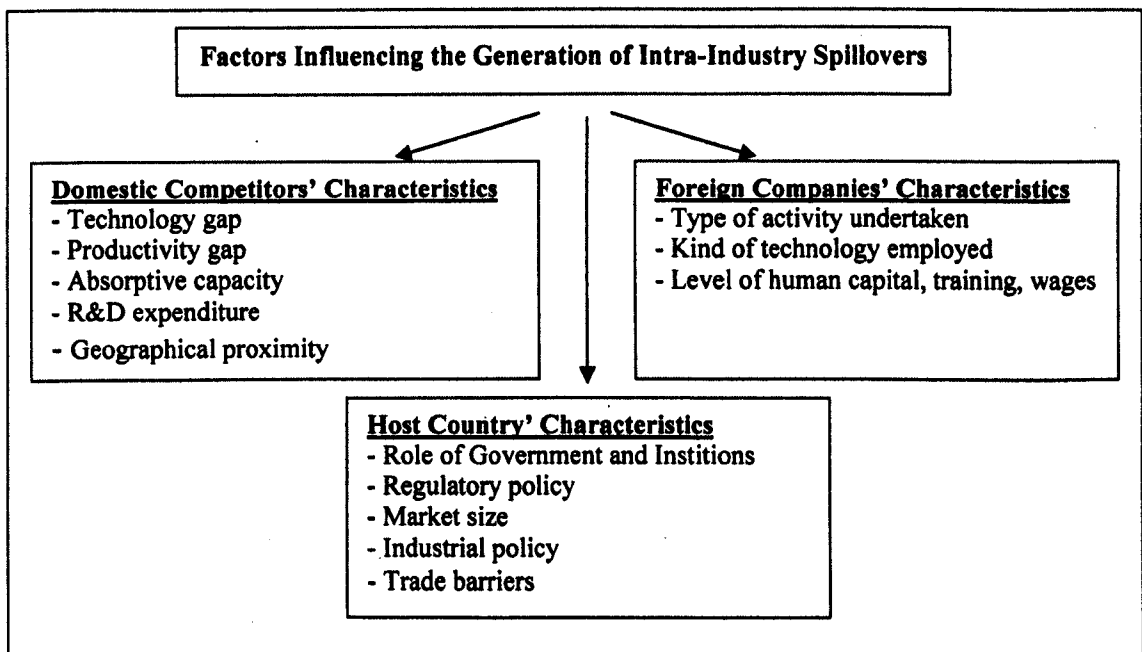 Factors Influencing the Generation of Intra-Industry Spillovers
Domestic Competitors' Characteristics
- Technology gap
- Productivity gap
- Absorptive capacity
- R&D expenditure
- Geographical proximity
Foreign Companies' Characteristics
- Type of activity undertaken
- Kind of technology employed
- Level of human capital, training, wages
Host Country' Characteristics
- Role of Government and Institions
- Regulatory policy
- Market size
- Industrial policy
- Trade barriers